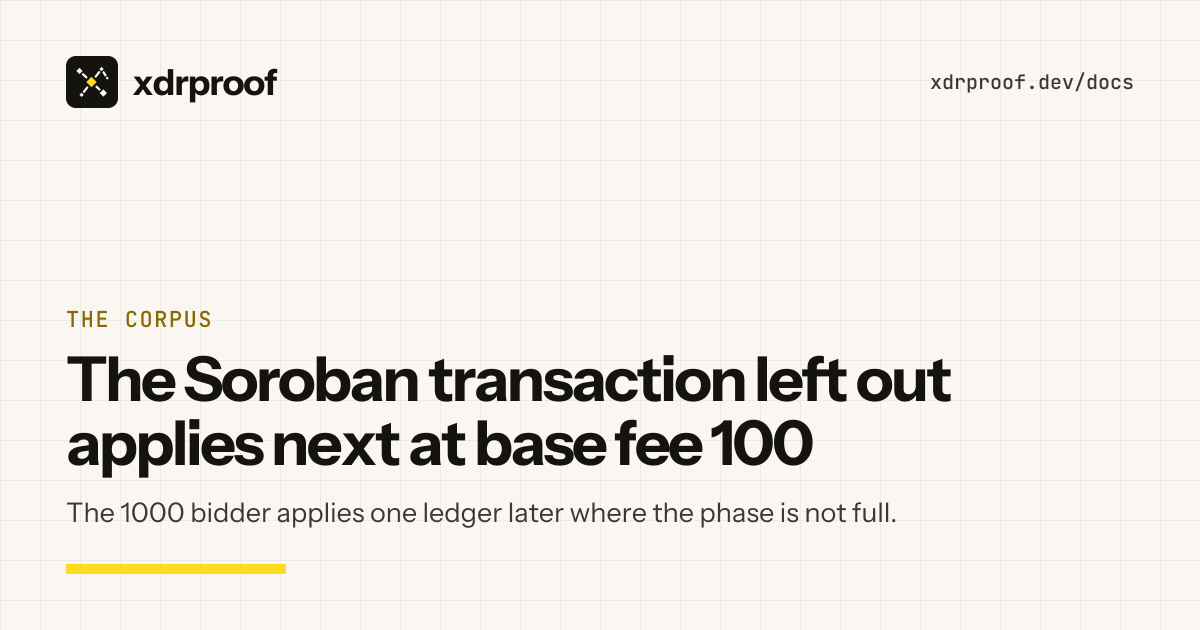 xdrproof
xdrproof.dev/docs
THE CORPUS
The Soroban transaction left out
applies next at base fee 100
The 1000 bidder applies one ledger later where the phase is not full.